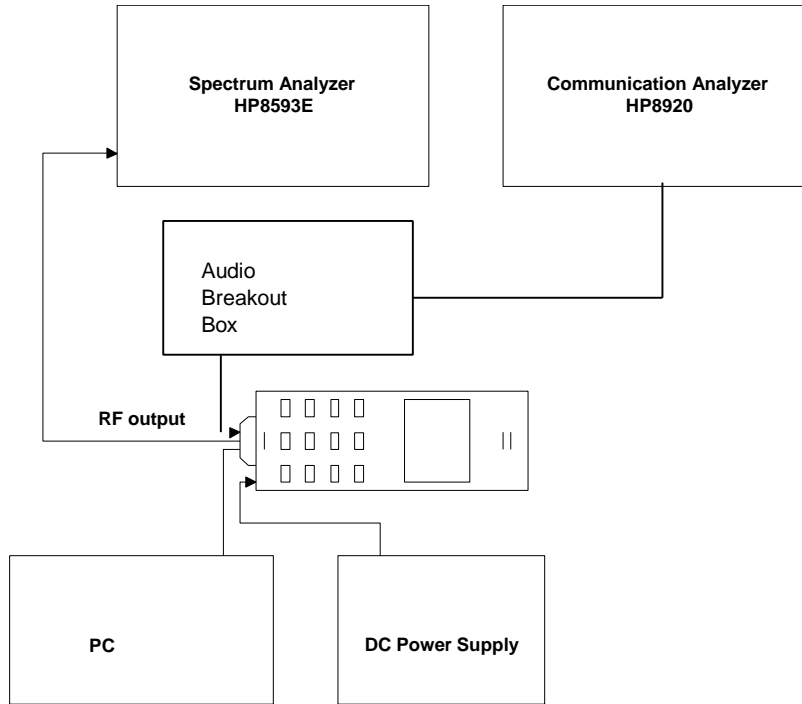 Spectrum Analyzer
HP8593E
Communication Analyzer
HP8920
Audio
Breakout
Box
RF output
PC
DC Power Supply